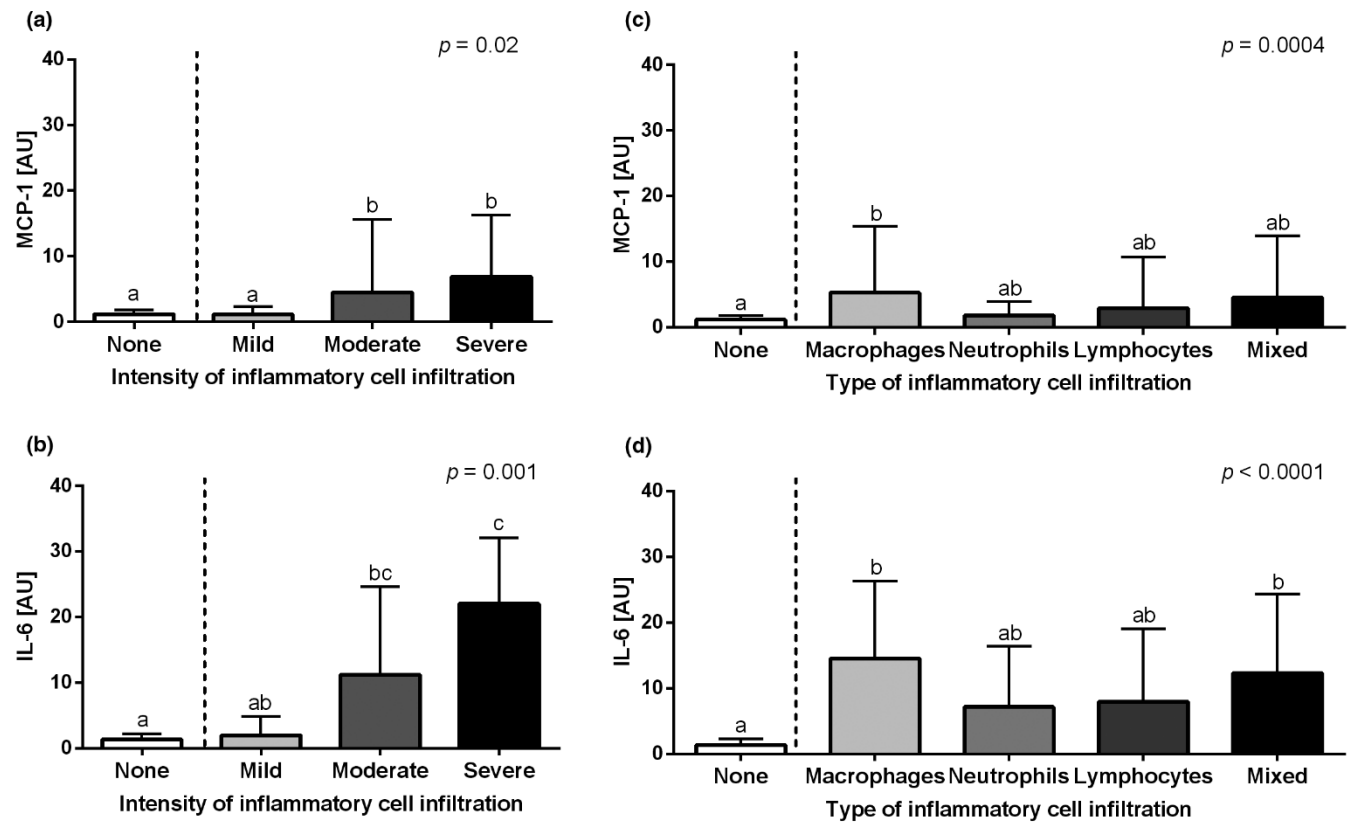 (a)
p = 0.02
MCP-1 [AU]
40
30
20
10
0
a
a
b
b
None
Mild
Moderate
Severe
Intensity of inflammatory cell infiltration
(c)
p = 0.0004
MCP-1 [AU]
40
30
20
10
0
a
b
ab
ab
ab
None
Macrophages
Neutrophils
Lymphocytes
Mixed
Type of inflammatory cell infiltration
(b)
p = 0.001
IL-6 [AU]
40
30
20
10
0
a
ab
bc
c
None
Mild
Moderate
Severe
Intensity of inflammatory cell infiltration
(d)
p < 0.0001
IL-6 [AU]
40
30
20
10
0
a
b
ab
ab
b
None
Macrophages
Neutrophils
Lymphocytes
Mixed
Type of inflammatory cell infiltration